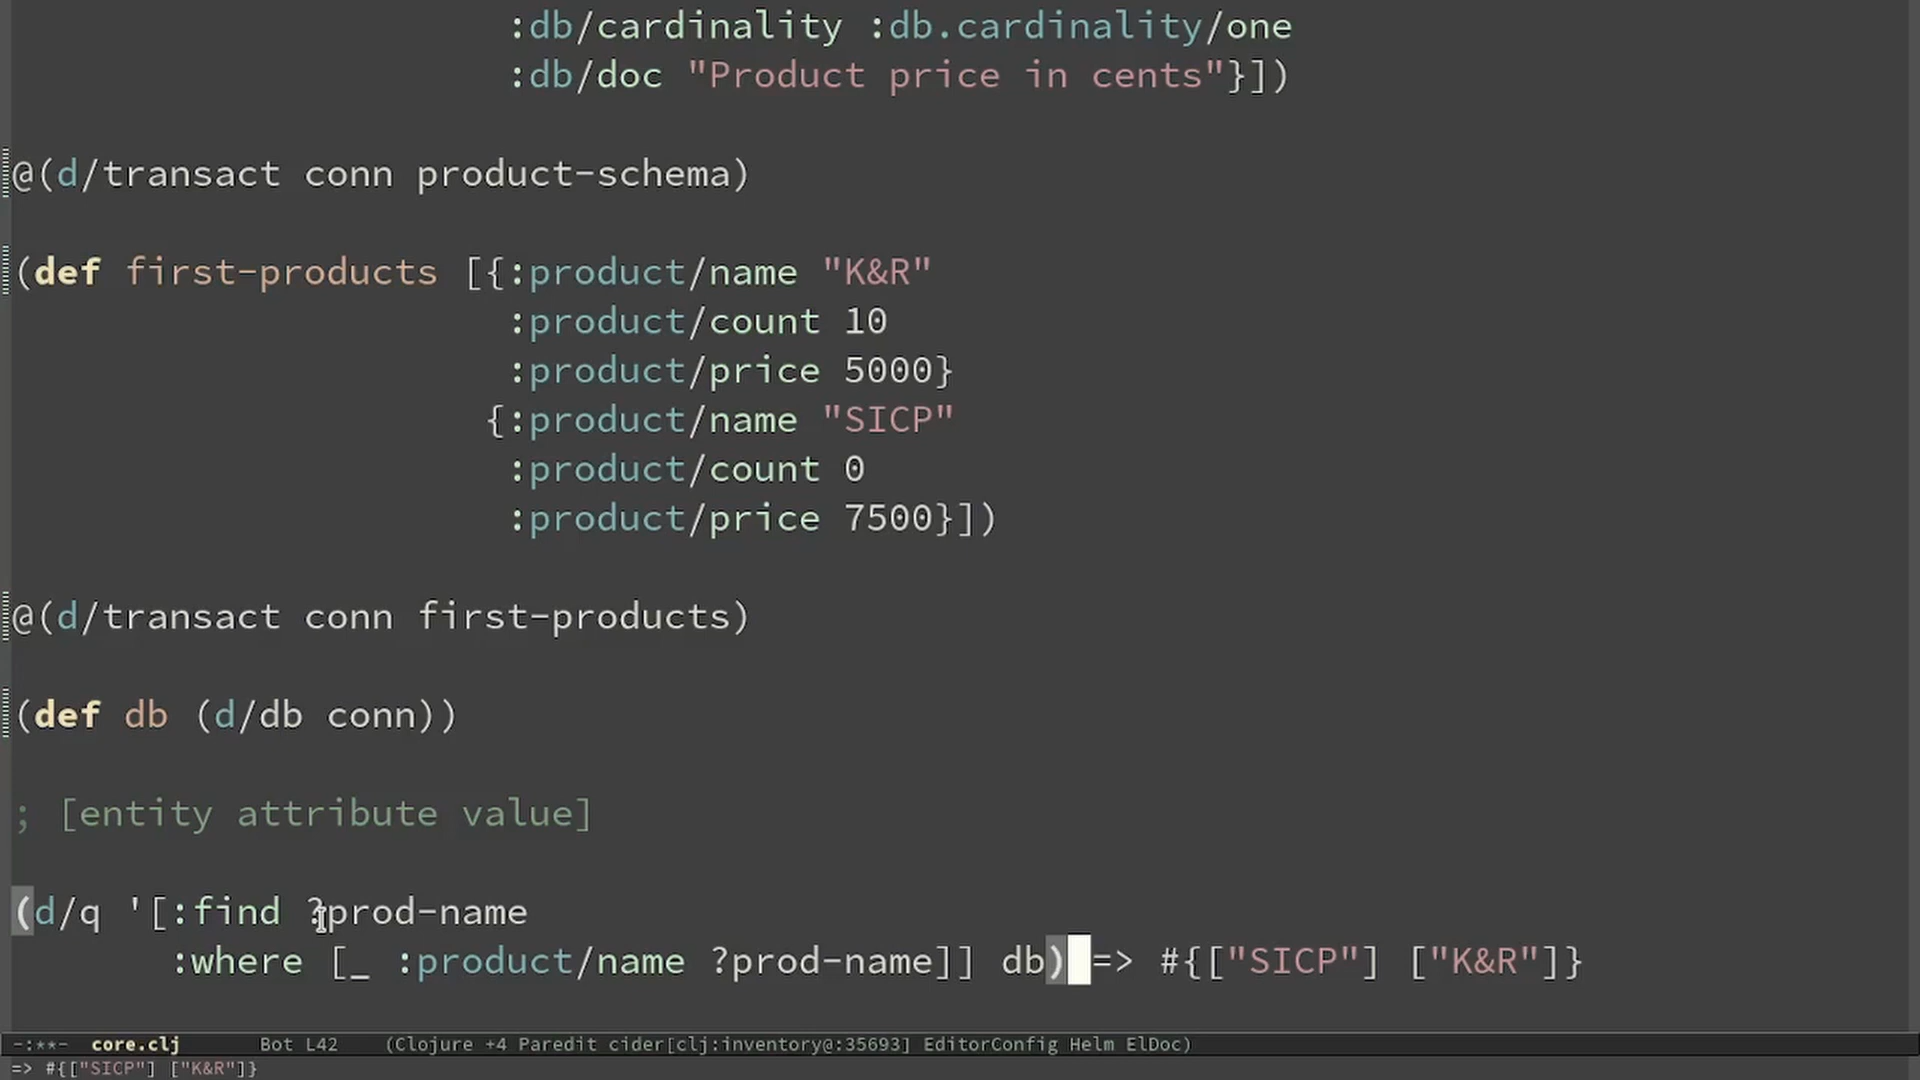 :db/cardinality :db.cardinality/one
:db/doc "Product price in cents"}])
@(d/transact conn product-schema)
(def first-products [{:product/name "K&R"
:product/count 10
:product/price 5000}
{:product/name "SICP"
:product/count 0
:product/price 7500}])
@(d/transact conn first-products)
(def db (d/db conn))
; [entity attribute value]
(d/q '[:find ?prod-name
:where [_ :product/name ?prod-name]] db) => #{["SICP"] ["K&R"]}
-:**- core.clj Bot L42 (Clojure +4 Paredit cider[clj:inventory@:35693] EditorConfig Helm ElDoc)
=> #{["SICP"] ["K&R"]}